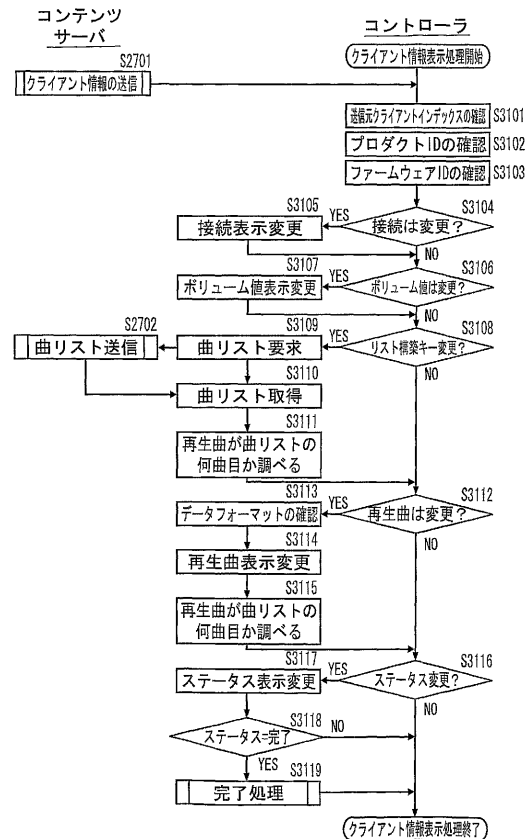 コンテンツ
サーバ
コントローラ
クライアント情報表示処理開始
S2701
クライアント情報の送信
送信元クライアントインデックスの確認 S3101
プロダクトIDの確認 S3102
ファームウェアIDの確認 S3103
S3104
接続は変更？
YES
NO
S3105
接続表示変更
S3106
ボリューム値は変更？
YES
NO
S3107
ボリューム値表示変更
S3108
リスト構築キー変更？
YES
NO
S3109
曲リスト要求
S2702
曲リスト送信
S3110
曲リスト取得
S3111
再生曲が曲リストの
何曲目か調べる
S3112
再生曲は変更？
YES
NO
S3113
データフォーマットの確認
S3114
再生曲表示変更
S3115
再生曲が曲リストの
何曲目か調べる
S3116
ステータス変更？
YES
NO
S3117
ステータス表示変更
S3118
ステータス=完了
NO
YES
S3119
完了処理
クライアント情報表示処理終了